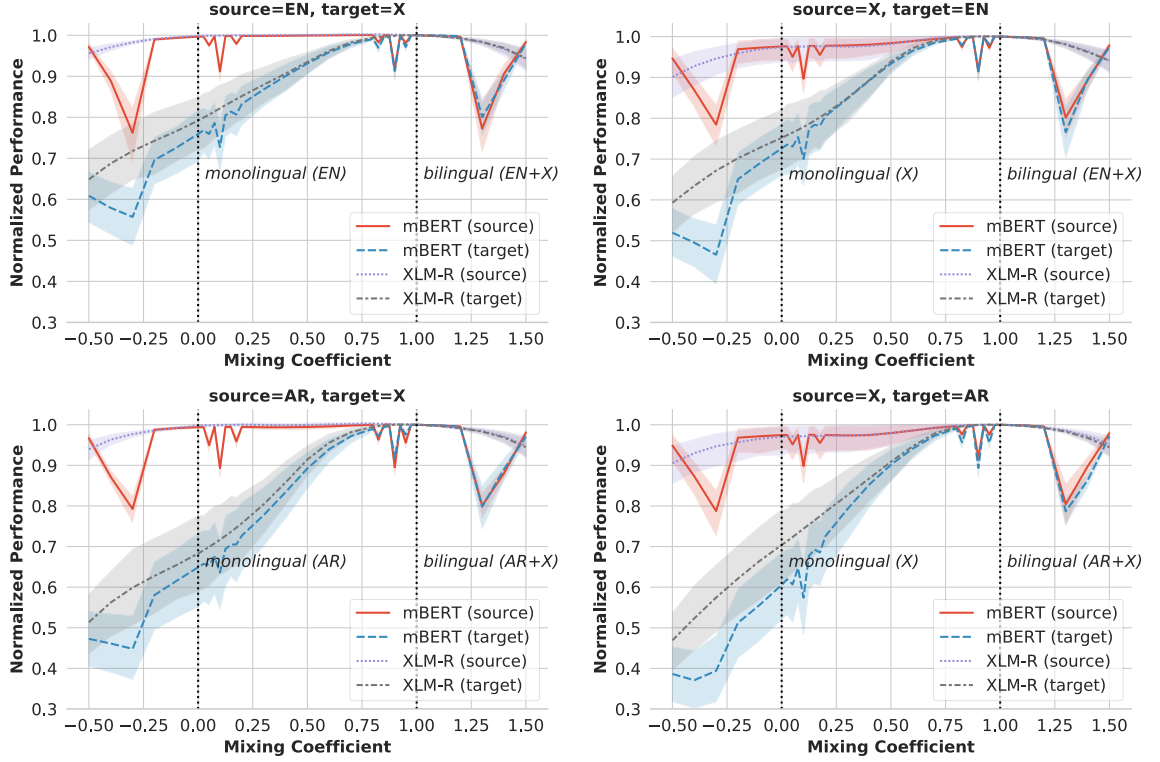 source=EN, target=X
Normalized Performance
1.0
0.9
0.8
0.7
0.6
0.5
0.4
0.3
monolingual (EN)
bilingual (EN+X)
mBERT (source)
mBERT (target)
XLM-R (source)
XLM-R (target)
−0.50 −0.25 0.00 0.25 0.50 0.75 1.00 1.25 1.50
Mixing Coefficient
source=X, target=EN
Normalized Performance
1.0
0.9
0.8
0.7
0.6
0.5
0.4
0.3
monolingual (X)
bilingual (EN+X)
mBERT (source)
mBERT (target)
XLM-R (source)
XLM-R (target)
−0.50 −0.25 0.00 0.25 0.50 0.75 1.00 1.25 1.50
Mixing Coefficient
source=AR, target=X
Normalized Performance
1.0
0.9
0.8
0.7
0.6
0.5
0.4
0.3
monolingual (AR)
bilingual (AR+X)
mBERT (source)
mBERT (target)
XLM-R (source)
XLM-R (target)
−0.50 −0.25 0.00 0.25 0.50 0.75 1.00 1.25 1.50
Mixing Coefficient
source=X, target=AR
Normalized Performance
1.0
0.9
0.8
0.7
0.6
0.5
0.4
0.3
monolingual (X)
bilingual (AR+X)
mBERT (source)
mBERT (target)
XLM-R (source)
XLM-R (target)
−0.50 −0.25 0.00 0.25 0.50 0.75 1.00 1.25 1.50
Mixing Coefficient